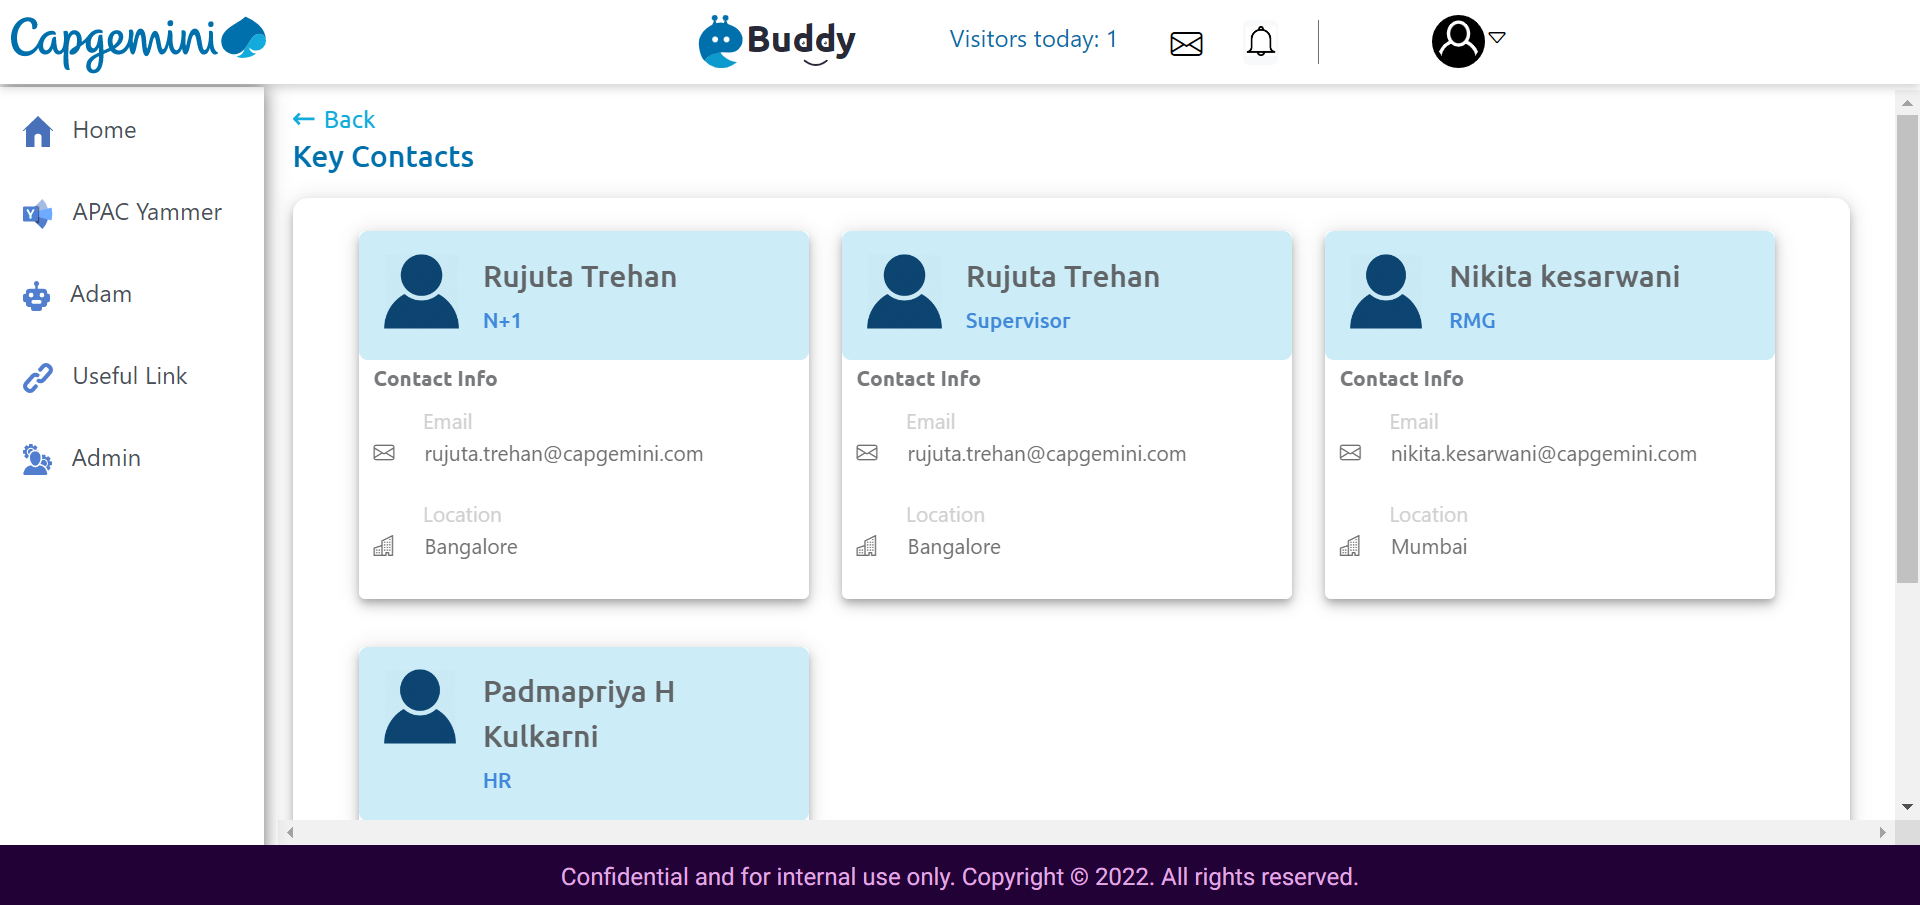 Capgemini
Buddy
Visitors today: 1
Home
APAC Yammer
Adam
Useful Link
Admin
← Back
Key Contacts
Rujuta Trehan
N+1
Contact Info
Email
rujuta.trehan@capgemini.com
Location
Bangalore
Rujuta Trehan
Supervisor
Contact Info
Email
rujuta.trehan@capgemini.com
Location
Bangalore
Nikita kesarwani
RMG
Contact Info
Email
nikita.kesarwani@capgemini.com
Location
Mumbai
Padmapriya H
Kulkarni
HR
Confidential and for internal use only. Copyright © 2022. All rights reserved.